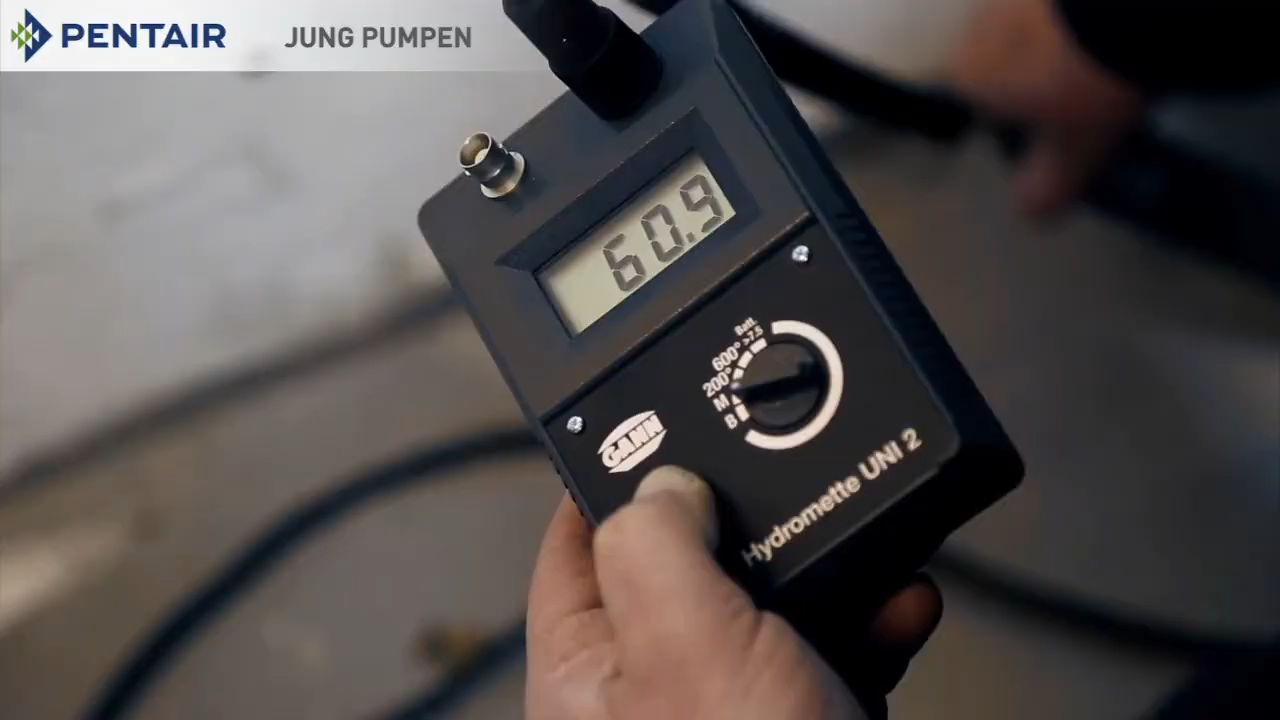 PENTAIR JUNG PUMPEN
60.9
Batt.
>7.5
600°
200°
M
B
GANN
Hydromette UNI 2